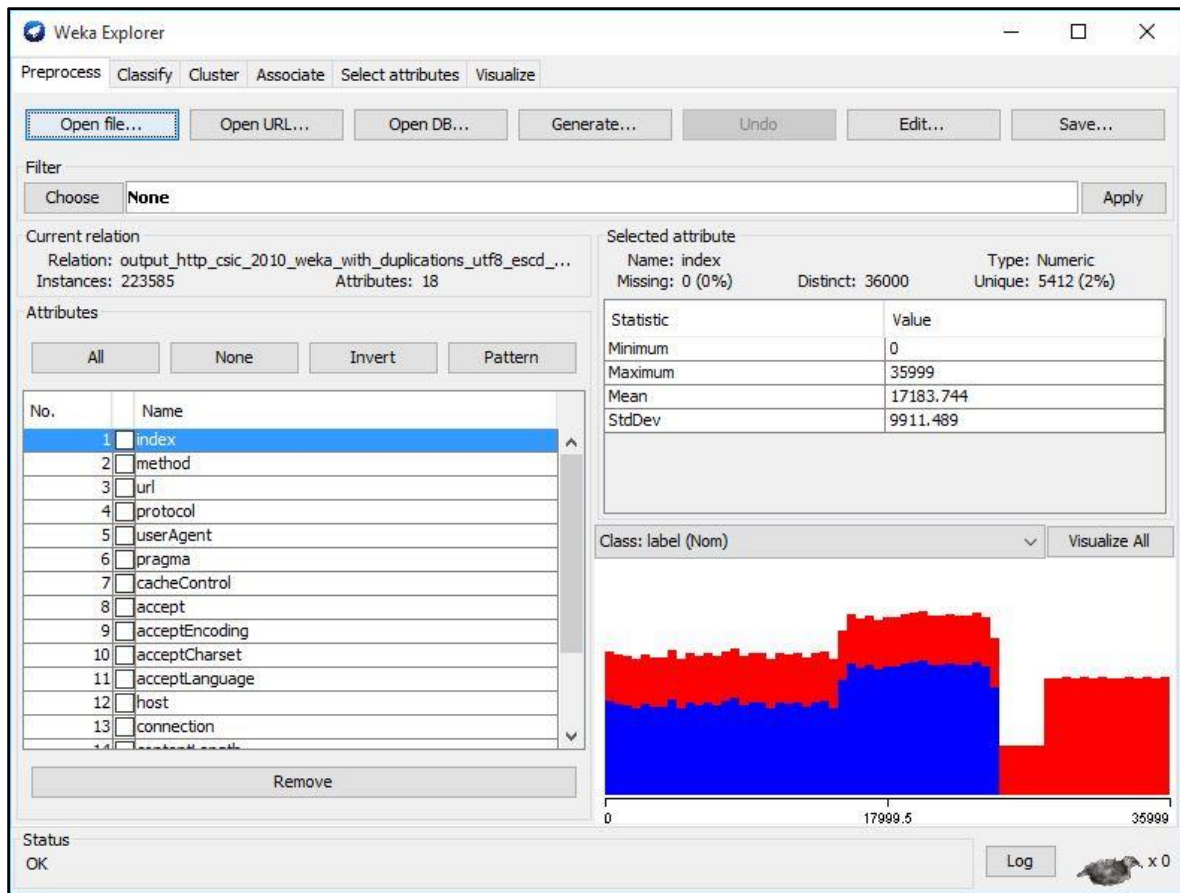 Weka Explorer
Preprocess Classify Cluster Associate Select attributes Visualize
Open file... Open URL... Open DB... Generate... Undo Edit... Save...
Filter
Choose None Apply
Current relation
Relation: output_http_csic_2010_weka_with_duplications_utf8_escd_...
Instances: 223585 Attributes: 18
Attributes
All None Invert Pattern
No. Name
1 index
2 method
3 url
4 protocol
5 userAgent
6 pragma
7 cacheControl
8 accept
9 acceptEncoding
10 acceptCharset
11 acceptLanguage
12 host
13 connection
Remove
Selected attribute
Name: index Type: Numeric
Missing: 0 (0%) Distinct: 36000 Unique: 5412 (2%)
Statistic Value
Minimum 0
Maximum 35999
Mean 17183.744
StdDev 9911.489
Class: label (Nom) Visualize All
0 17999.5 35999
Status
OK Log x 0